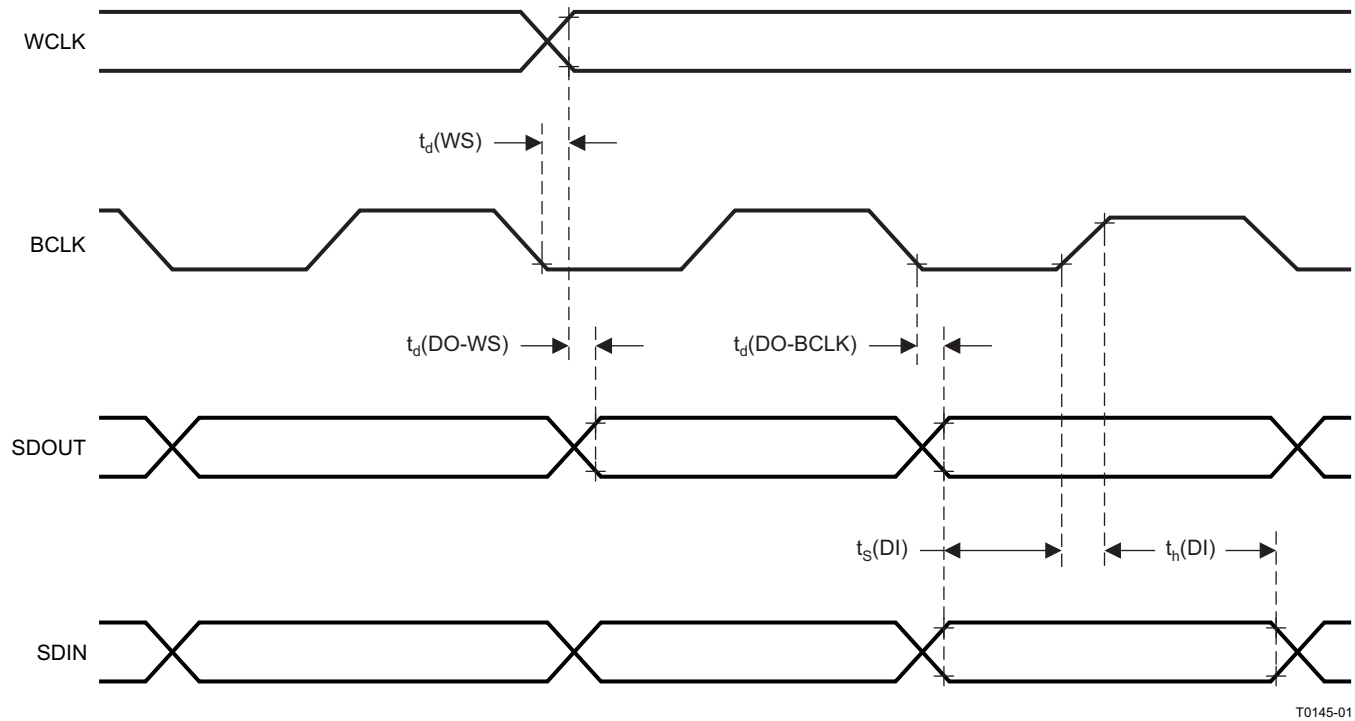 WCLK
td(WS)
BCLK
td(DO-WS)
td(DO-BCLK)
SDOUT
tS(DI)
th(DI)
SDIN
T0145-01